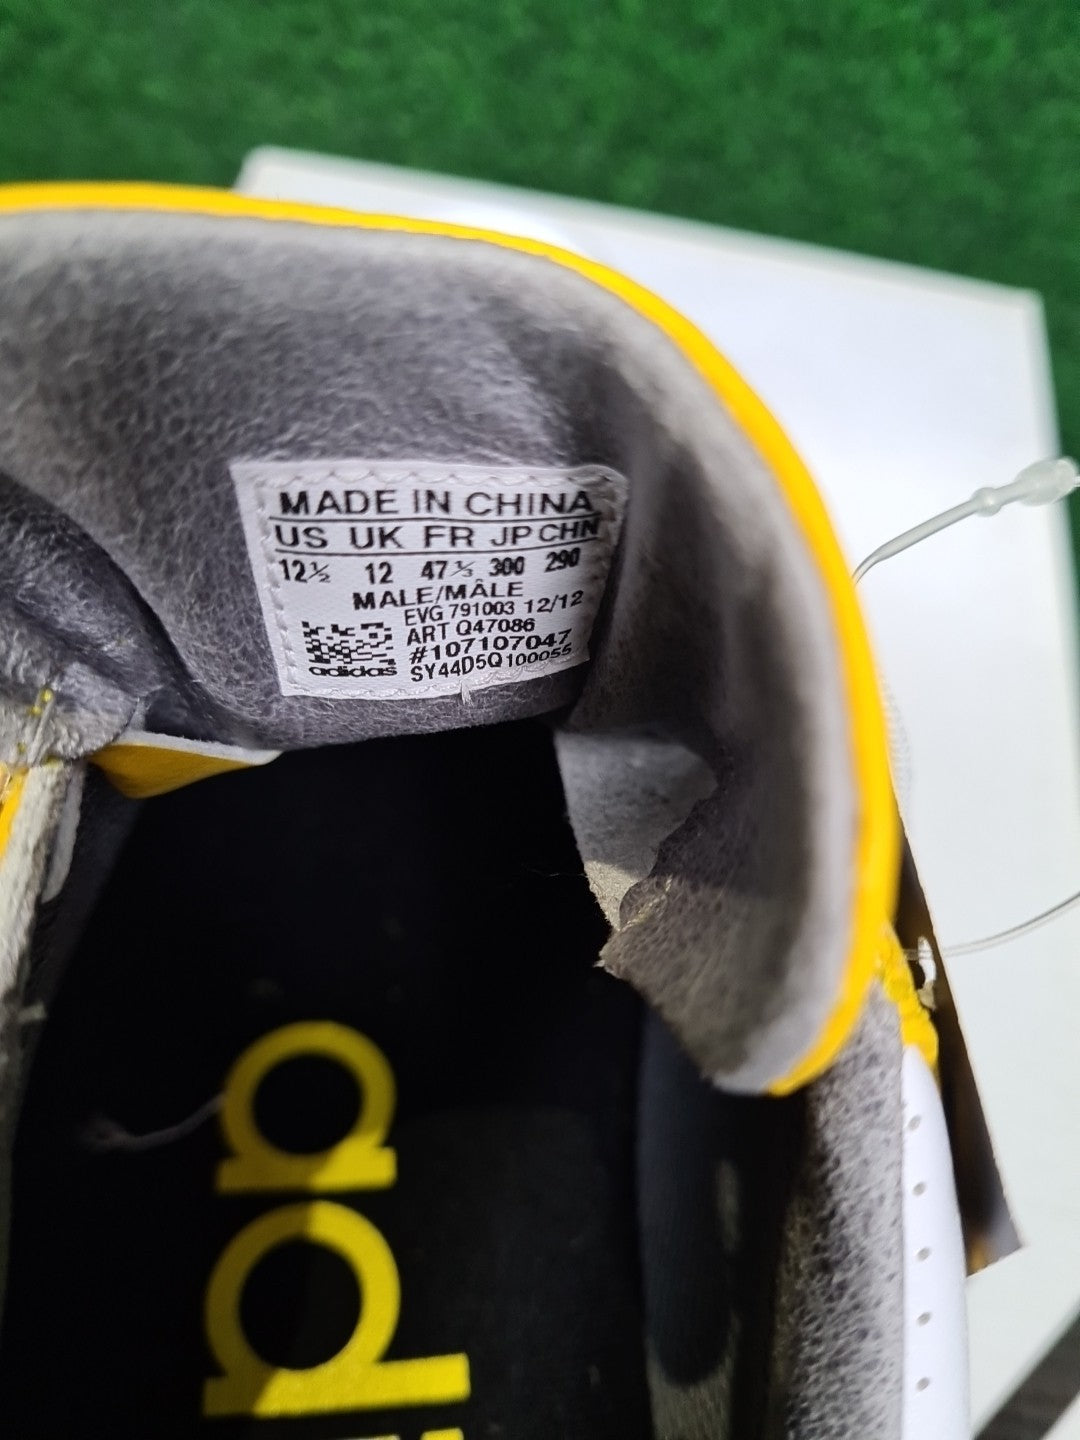 MADE IN CHINA
US UK FR JP CHN
12½ 12 47⅓ 300 290
MALE/MÂLE
EVG 791003 12/12
ART Q47086
#107107047
adidas SY44D5Q100055
ad